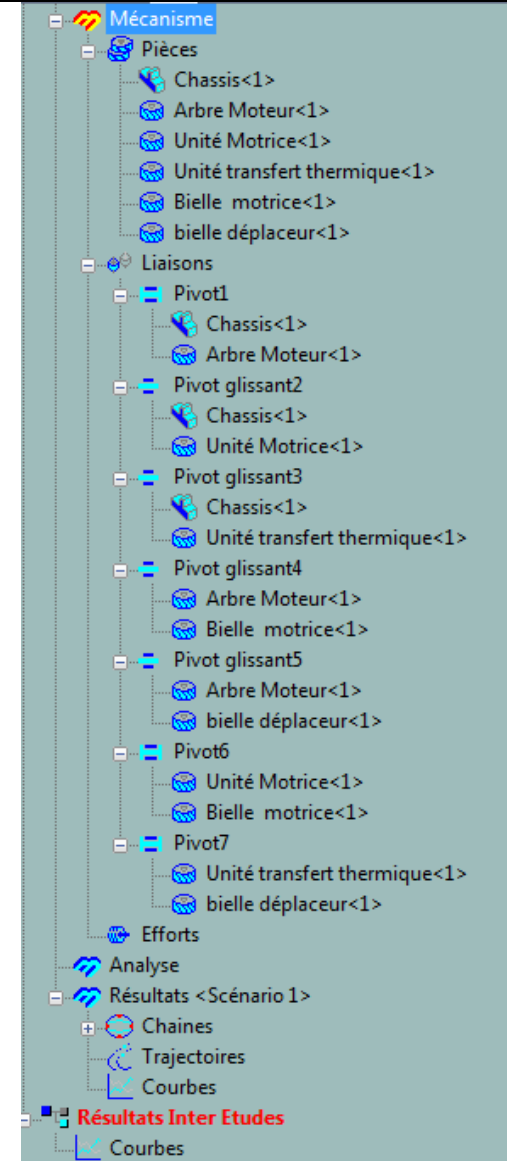 Mécanisme
Pièces
Chassis<1>
Arbre Moteur<1>
Unité Motrice<1>
Unité transfert thermique<1>
Bielle  motrice<1>
bielle déplaceur<1>
Liaisons
Pivot1
Chassis<1>
Arbre Moteur<1>
Pivot glissant2
Chassis<1>
Unité Motrice<1>
Pivot glissant3
Chassis<1>
Unité transfert thermique<1>
Pivot glissant4
Arbre Moteur<1>
Bielle  motrice<1>
Pivot glissant5
Arbre Moteur<1>
bielle déplaceur<1>
Pivot6
Unité Motrice<1>
Bielle  motrice<1>
Pivot7
Unité transfert thermique<1>
bielle déplaceur<1>
Efforts
Analyse
Résultats <Scénario 1>
Chaines
Trajectoires
Courbes
Résultats Inter Etudes
Courbes